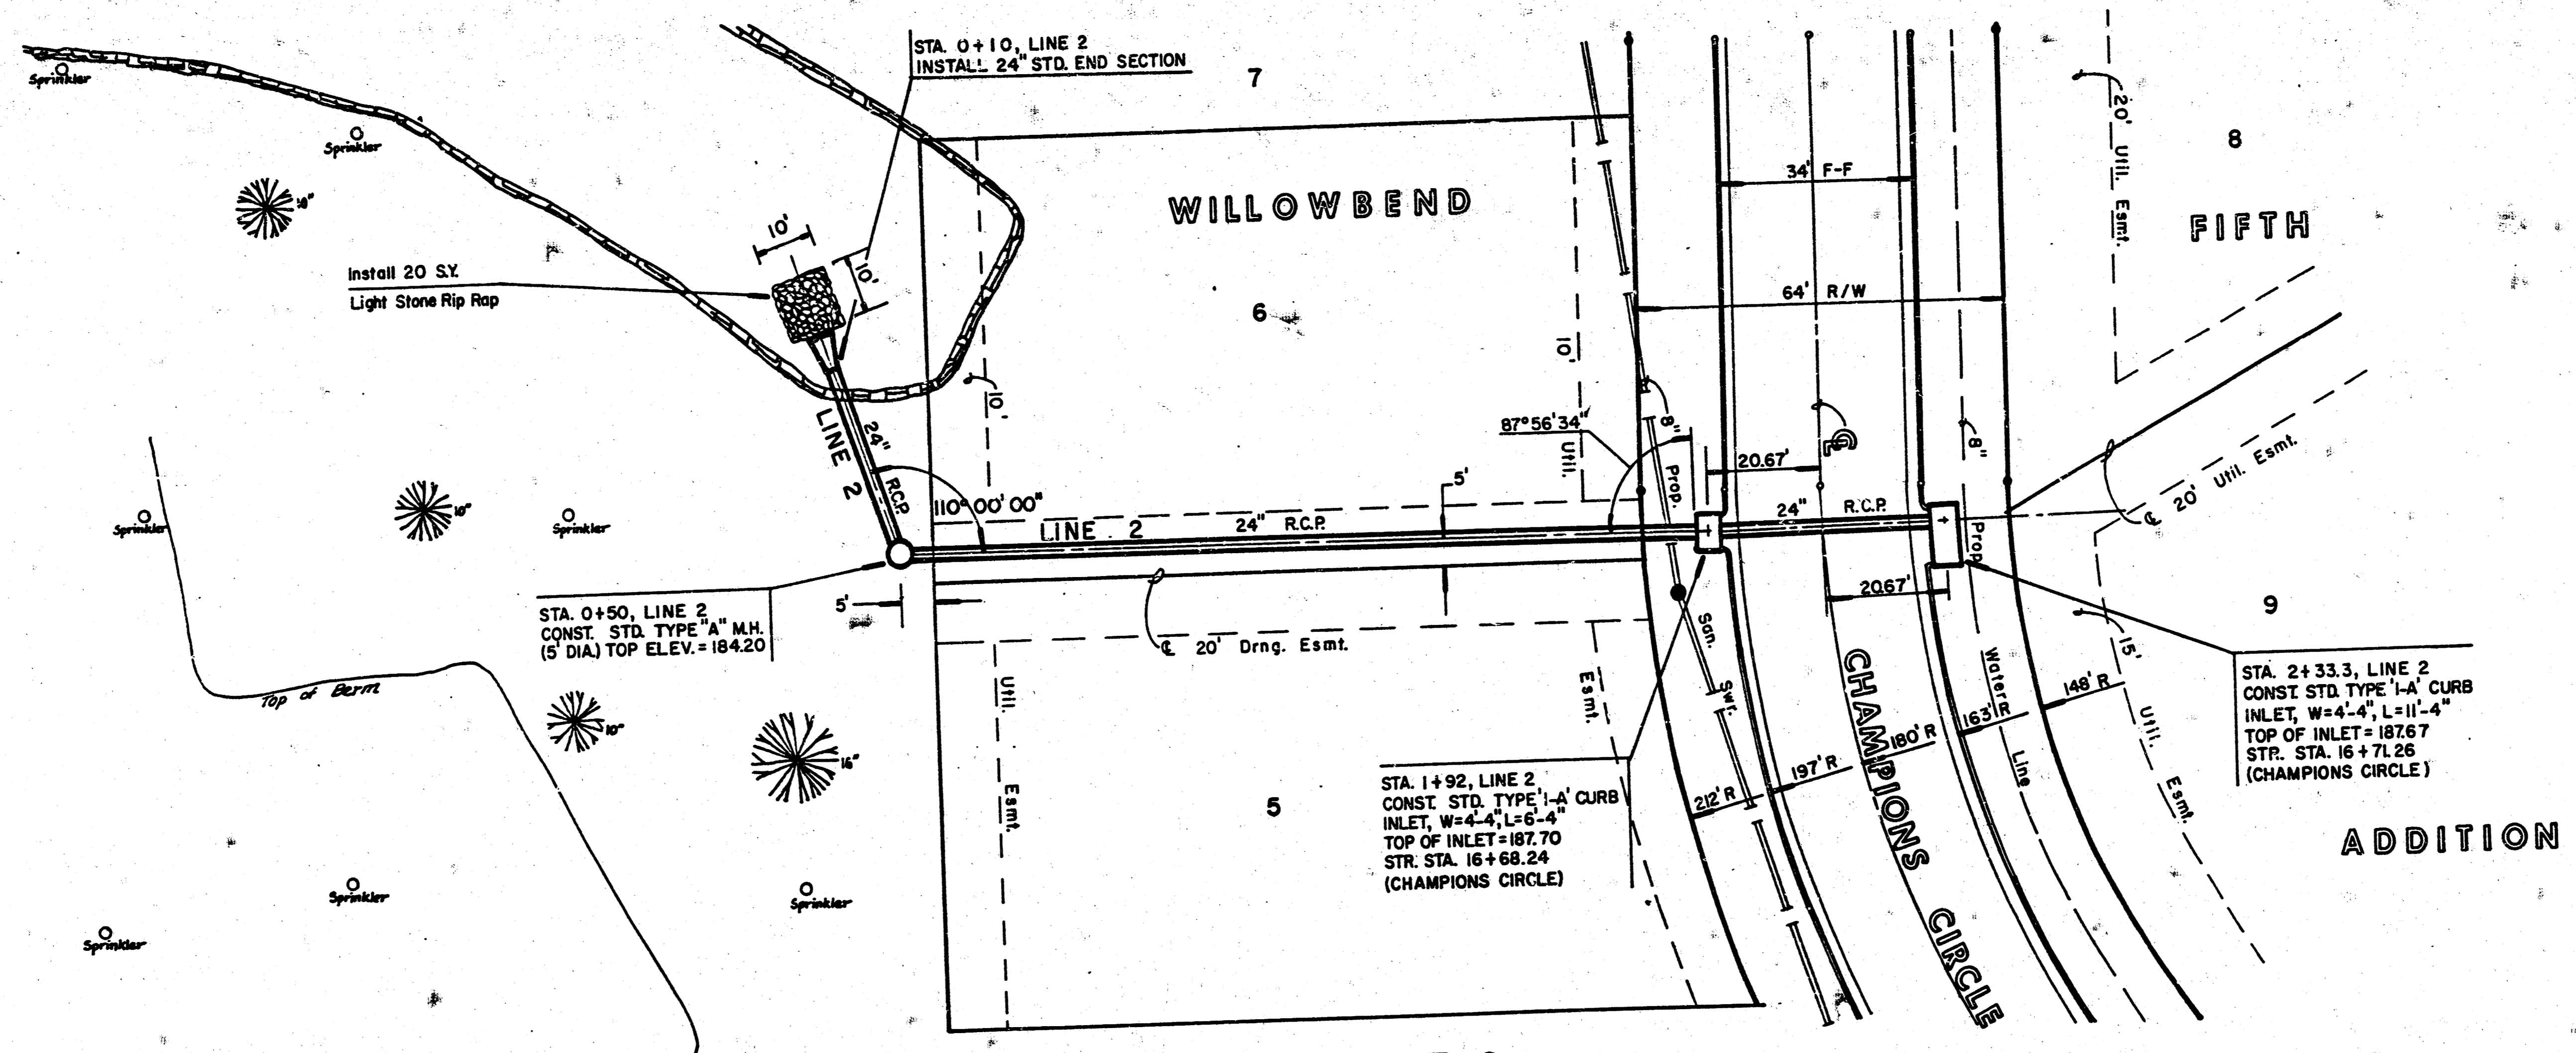 STA. 0+10, LINE 2
INSTALL 24" STD. END SECTION
7
Sprinkler
Sprinkler
10"
10'
10'
Install 20 S.Y.
Light Stone Rip Rap
WILLOWBEND
6
34' F-F
64' R/W
20' Util. Esmt.
8
FIFTH
10'
10' Util.
24" R.C.P.
LINE 2
110° 00' 00"
87° 56' 34"
8"
20.67'
℄
8"
℄ 20' Util. Esmt.
5'
LINE 2
24" R.C.P.
24" R.C.P.
Sprinkler
10"
Sprinkler
Prop.
San.
Swr.
Prop.
Water
Line
STA. 0+50, LINE 2
CONST. STD. TYPE "A" M.H.
(5' DIA.) TOP ELEV. = 184.20
5'
20.67'
℄ 20' Drng. Esmt.
9
15' Util. Esmt.
Top of Berm
10"
16"
Util. Esmt.
Esmt.
5
STA. 1+92, LINE 2
CONST. STD. TYPE 'I-A' CURB
INLET, W=4'-4", L=6'-4"
TOP OF INLET=187.70
STR. STA. 16+68.24
(CHAMPIONS CIRCLE)
212' R
197' R
180' R
163' R
148' R
CHAMPIONS CIRCLE
STA. 2+33.3, LINE 2
CONST. STD. TYPE 'I-A' CURB
INLET, W=4'-4", L=11'-4"
TOP OF INLET= 187.67
STR. STA. 16+71.26
(CHAMPIONS CIRCLE)
ADDITION
Sprinkler
Sprinkler
Sprinkler